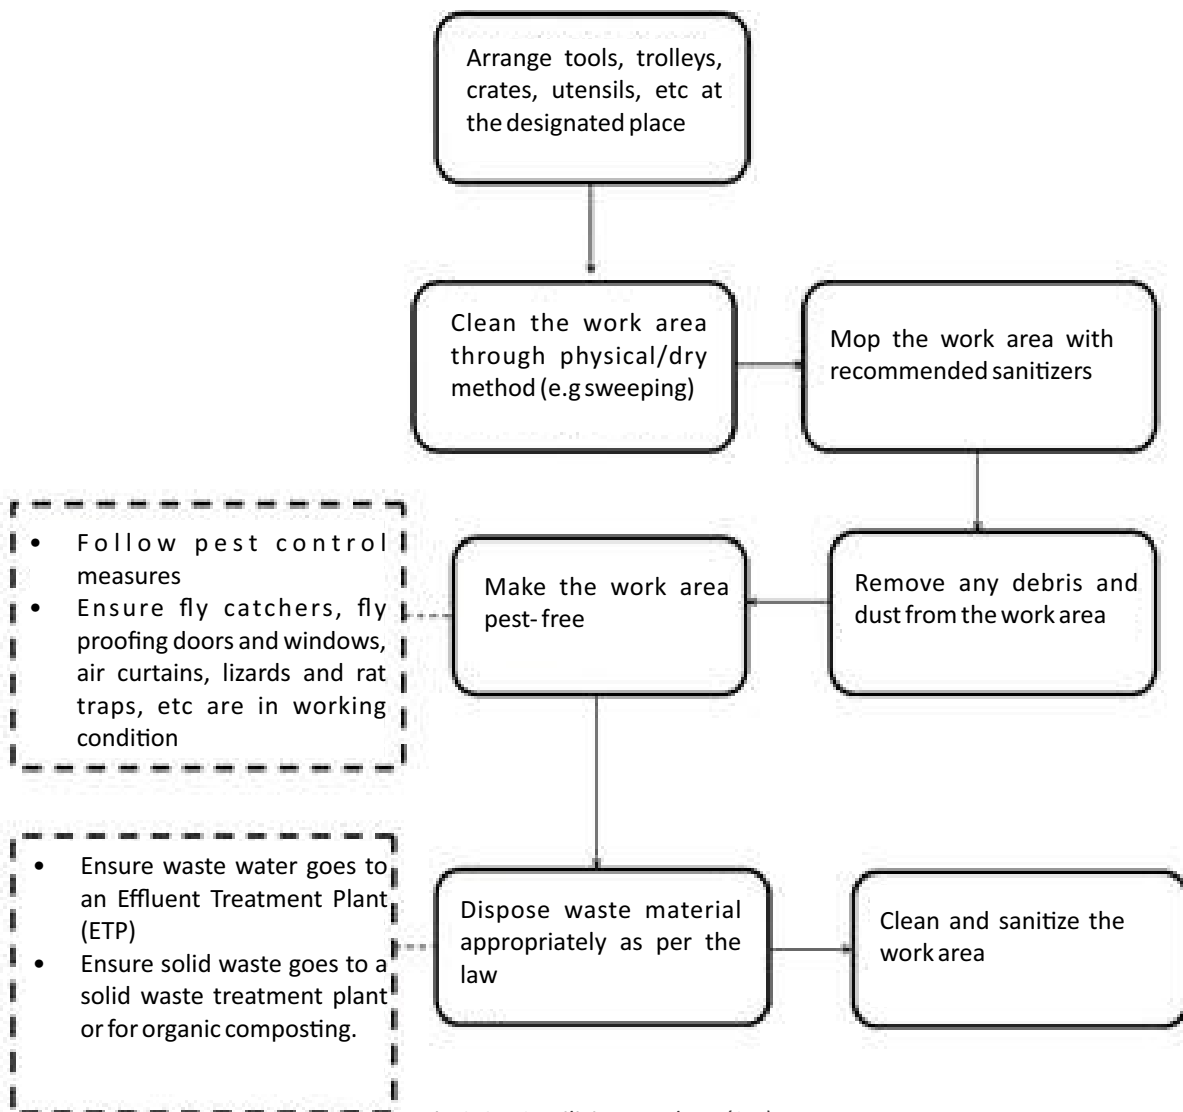 Arrange tools, trolleys,
crates, utensils, etc at
the designated place
Clean the work area
through physical/dry
method (e.g sweeping)
Mop the work area with
recommended sanitizers
Remove any debris and
dust from the work area
Make the work area
pest- free
• Follow pest control
measures
• Ensure fly catchers, fly
proofing doors and windows,
air curtains, lizards and rat
traps, etc are in working
condition
Dispose waste material
appropriately as per the
law
• Ensure waste water goes to
an Effluent Treatment Plant
(ETP)
• Ensure solid waste goes to a
solid waste treatment plant
or for organic composting.
Clean and sanitize the
work area